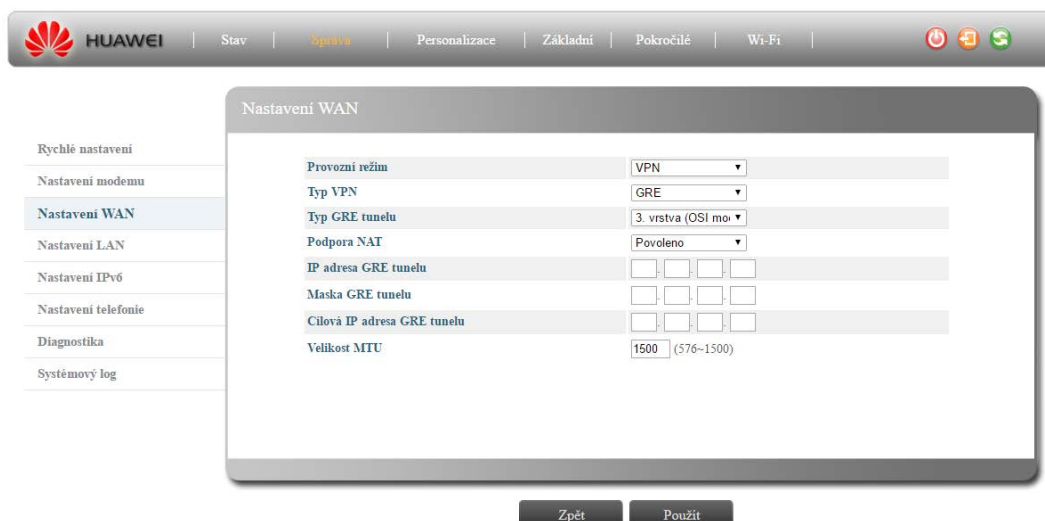 HUAWEI | Stav | Správa | Personalizace | Základní | Pokročilé | Wi-Fi |
Nastavení WAN
Rychlé nastavení
Nastavení modemu
Nastavení WAN
Nastavení LAN
Nastavení IPv6
Nastavení telefonie
Diagnostika
Systémový log
Provozní režim VPN
Typ VPN GRE
Typ GRE tunelu 3. vrstva (OSI mo
Podpora NAT Povoleno
IP adresa GRE tunelu . . .
Maska GRE tunelu . . .
Cílová IP adresa GRE tunelu . . .
Velikost MTU 1500 (576~1500)
Zpět Použít